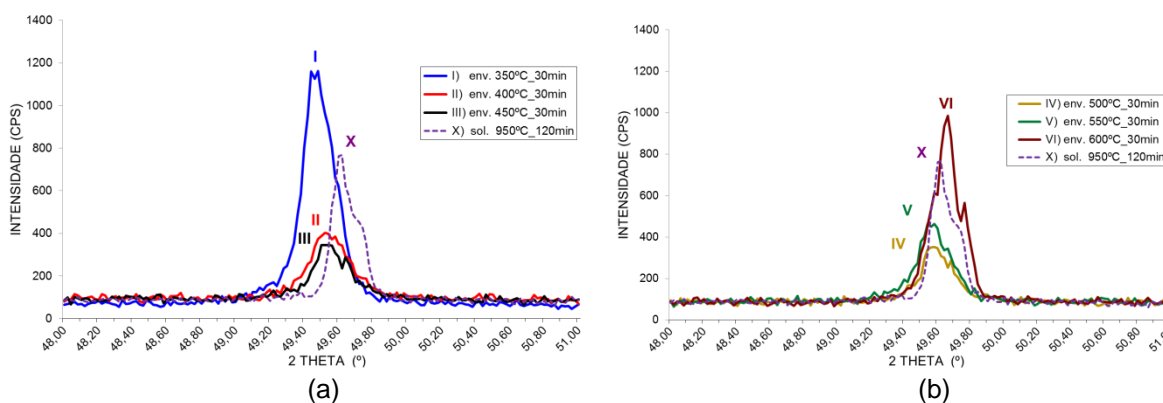 1400
1200
1000
800
600
400
200
0
INTENSIDADE (CPS)
I
X
II
III
I) env. 350ºC_30min
II) env. 400ºC_30min
III) env. 450ºC_30min
X) sol. 950ºC_120min
48,00 48,20 48,40 48,60 48,80 49,00 49,20 49,40 49,60 49,80 50,00 50,20 50,40 50,60 50,80 51,00
2 THETA (º)
(a)
1400
1200
1000
800
600
400
200
0
INTENSIDADE (CPS)
VI
X
V
IV
IV) env. 500ºC_30min
V) env. 550ºC_30min
VI) env. 600ºC_30min
X) sol. 950ºC_120min
48,00 48,20 48,40 48,60 48,80 49,00 49,20 49,40 49,60 49,80 50,00 50,20 50,40 50,60 50,80
2 THETA (º)
(b)